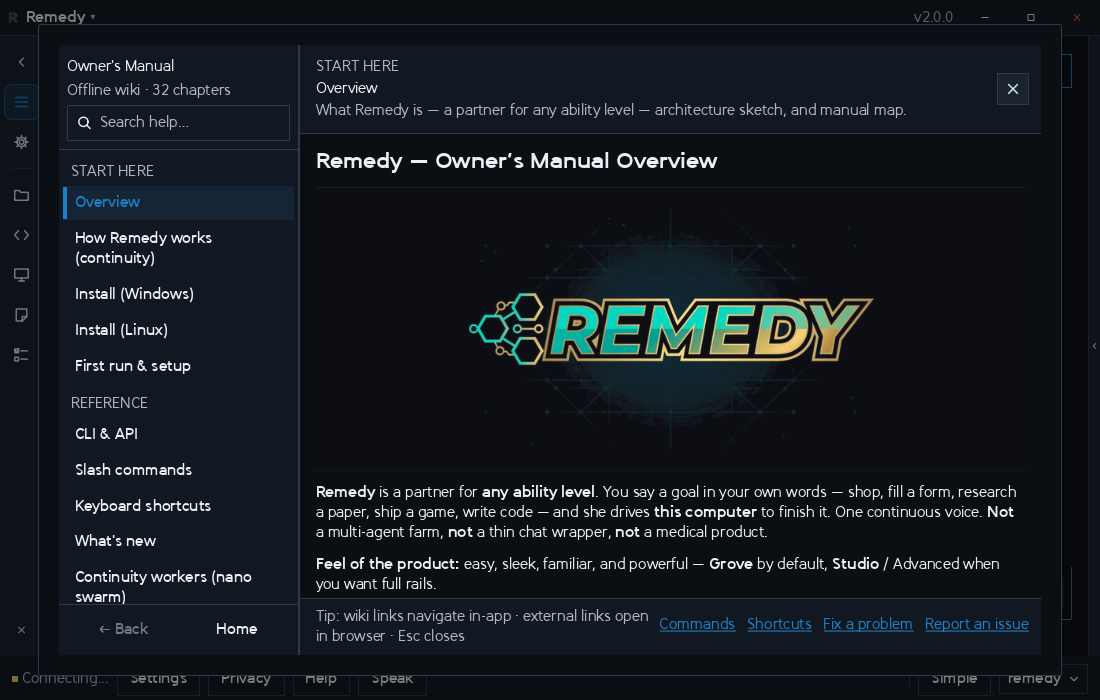 Remedy
v2.0.0
Owner's Manual
Offline wiki · 32 chapters
Search help...
START HERE
Overview
How Remedy works
(continuity)
Install (Windows)
Install (Linux)
First run & setup
REFERENCE
CLI & API
Slash commands
Keyboard shortcuts
What's new
Continuity workers (nano
swarm)
← Back
Home
START HERE
Overview
What Remedy is — a partner for any ability level — architecture sketch, and manual map.
Remedy — Owner's Manual Overview
REMEDY
Remedy is a partner for any ability level. You say a goal in your own words — shop, fill a form, research
a paper, ship a game, write code — and she drives this computer to finish it. One continuous voice. Not
a multi-agent farm, not a thin chat wrapper, not a medical product.
Feel of the product: easy, sleek, familiar, and powerful — Grove by default, Studio / Advanced when
you want full rails.
Tip: wiki links navigate in-app · external links open
in browser · Esc closes
Commands
Shortcuts
Fix a problem
Report an issue
Connecting...
Settings
Privacy
Help
Speak
Simple
remedy